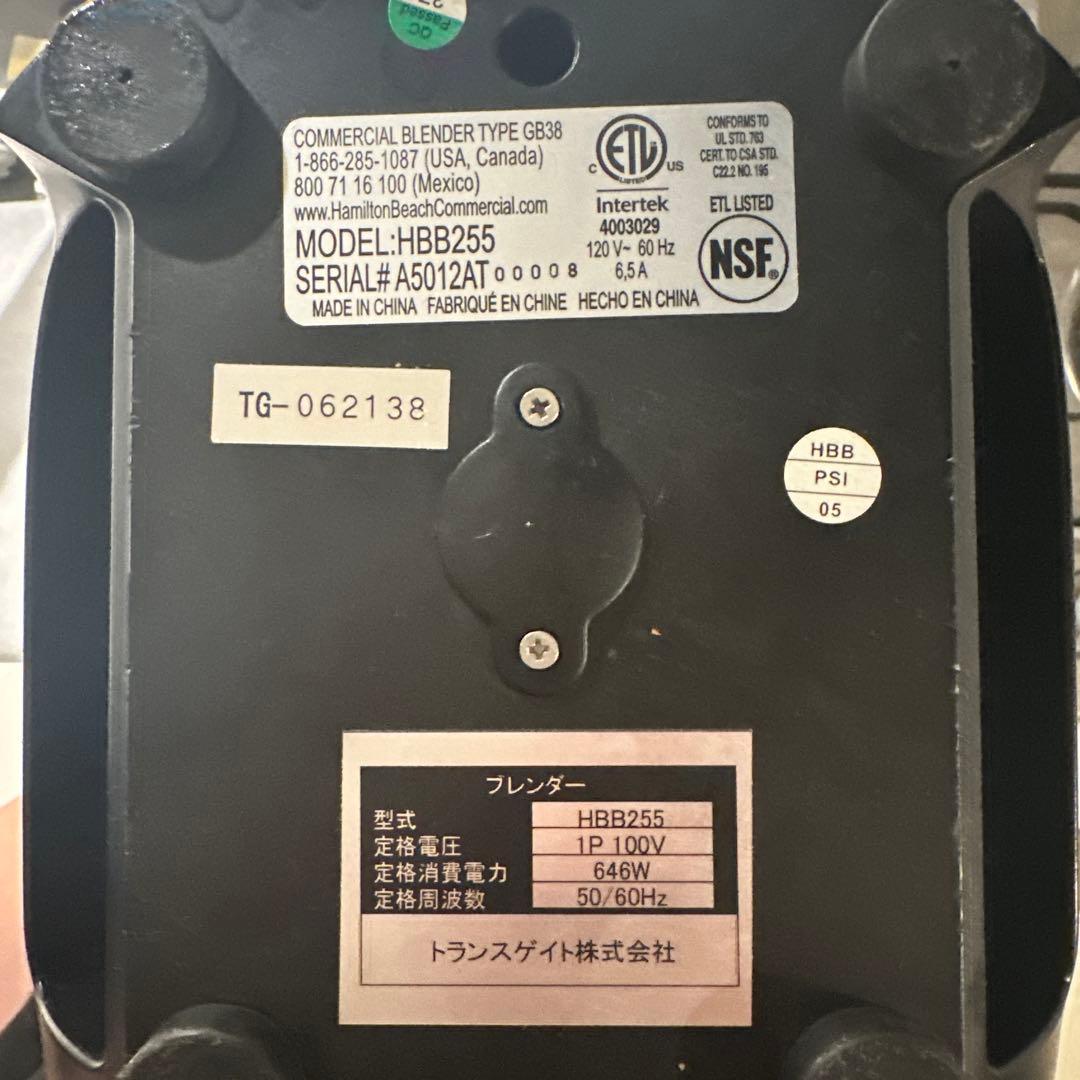 QC
Passed
COMMERCIAL BLENDER TYPE GB38
1-866-285-1087 (USA, Canada)
800 71 16 100 (Mexico)
www.HamiltonBeachCommercial.com
MODEL:HBB255
SERIAL# A5012AT 00008
MADE IN CHINA FABRIQUÉ EN CHINE HECHO EN CHINA
C ETL US
LISTED
Intertek
4003029
120 V~ 60 Hz
6,5 A
CONFORMS TO
UL STD. 763
CERT. TO CSA STD.
C22.2 NO. 195
ETL LISTED
NSF®
TG-062138
HBB
PSI
05
ブレンダー
型式 HBB255
定格電圧 1P 100V
定格消費電力 646W
定格周波数 50/60Hz
トランスゲイト株式会社